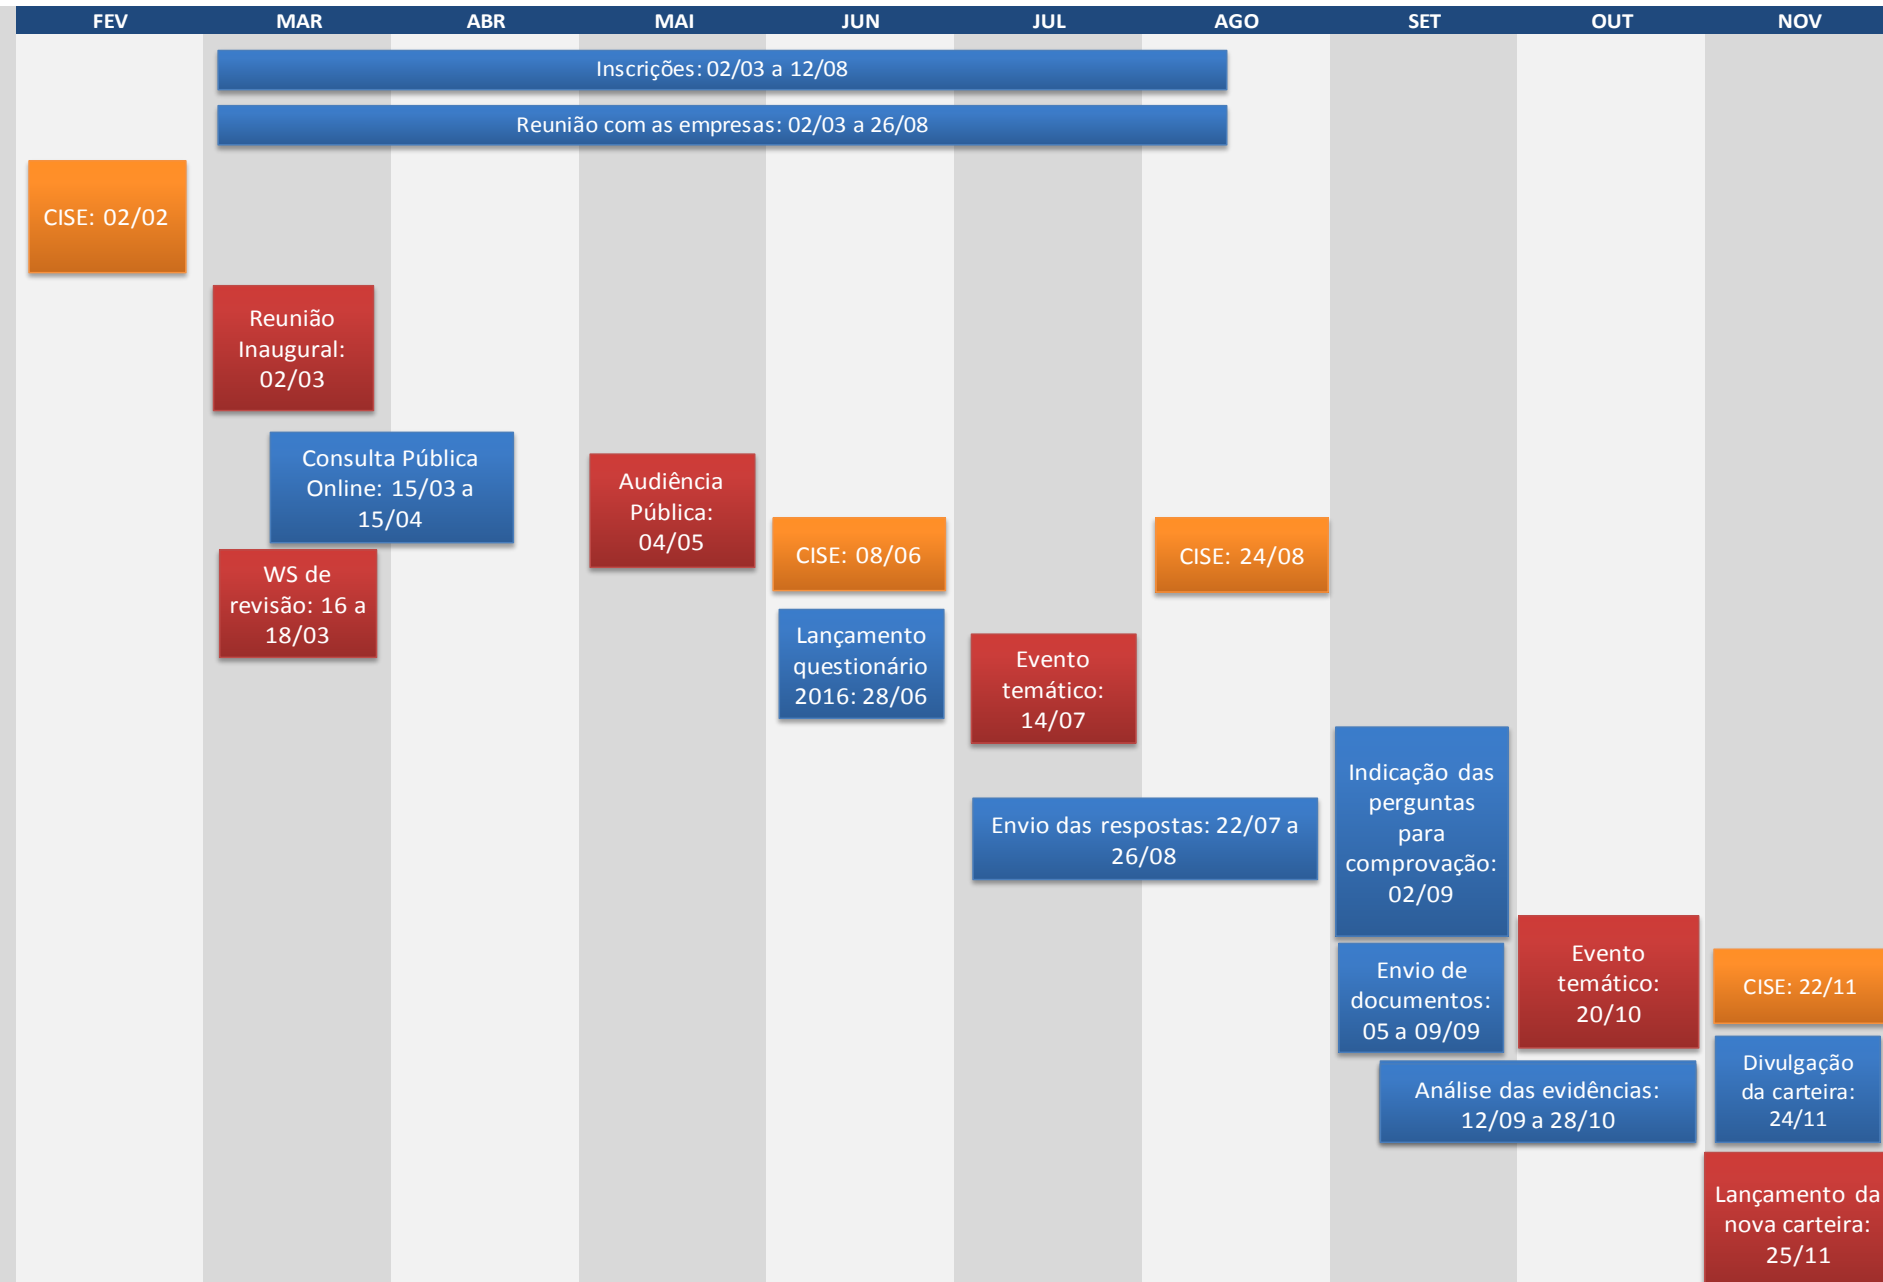 FEV MAR ABR MAI JUN JUL AGO SET OUT NOV
Inscrições: 02/03 a 12/08
Reunião com as empresas: 02/03 a 26/08
CISE: 02/02
Reunião
Inaugural:
02/03
Consulta Pública
Online: 15/03 a
15/04
WS de
revisão: 16 a
18/03
Audiência
Pública:
04/05
CISE: 08/06
Lançamento
questionário
2016: 28/06
Evento
temático:
14/07
CISE: 24/08
Envio das respostas: 22/07 a
26/08
Indicação das
perguntas
para
comprovação:
02/09
Envio de
documentos:
05 a 09/09
Análise das evidências:
12/09 a 28/10
Evento
temático:
20/10
CISE: 22/11
Divulgação
da carteira:
24/11
Lançamento da
nova carteira:
25/11